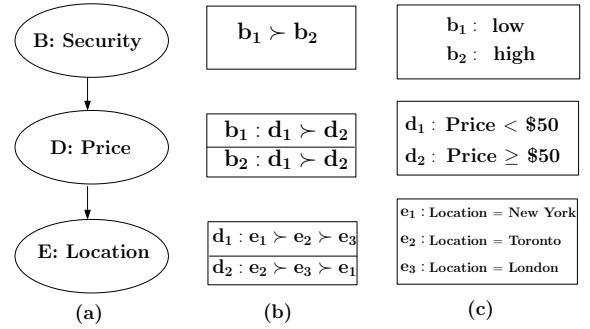 B: Security
b₁ ≻ b₂
b₁ : low
b₂ : high
D: Price
b₁ : d₁ ≻ d₂
b₂ : d₁ ≻ d₂
d₁ : Price < $50
d₂ : Price ≥ $50
E: Location
d₁ : e₁ ≻ e₂ ≻ e₃
d₂ : e₂ ≻ e₃ ≻ e₁
e₁ : Location = New York
e₂ : Location = Toronto
e₃ : Location = London
(a)
(b)
(c)